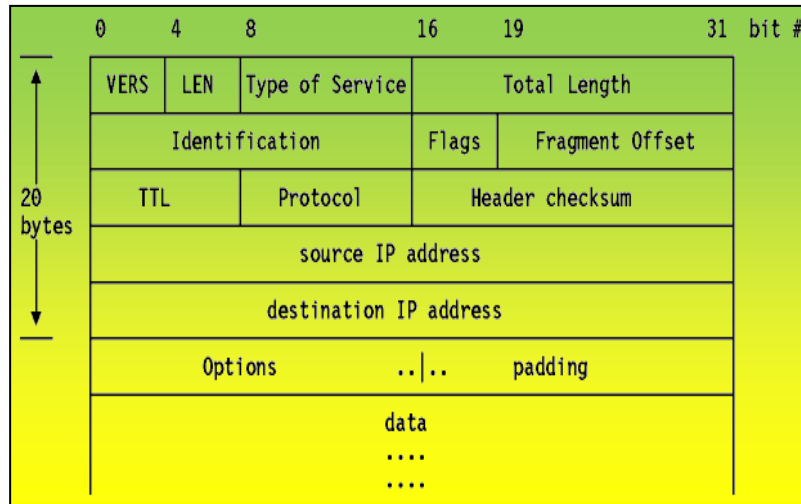 0 4 8 16 19 31 bit #
VERS LEN Type of Service Total Length
Identification Flags Fragment Offset
20 bytes
TTL Protocol Header checksum
source IP address
destination IP address
Options ..|.. padding
data
....
....